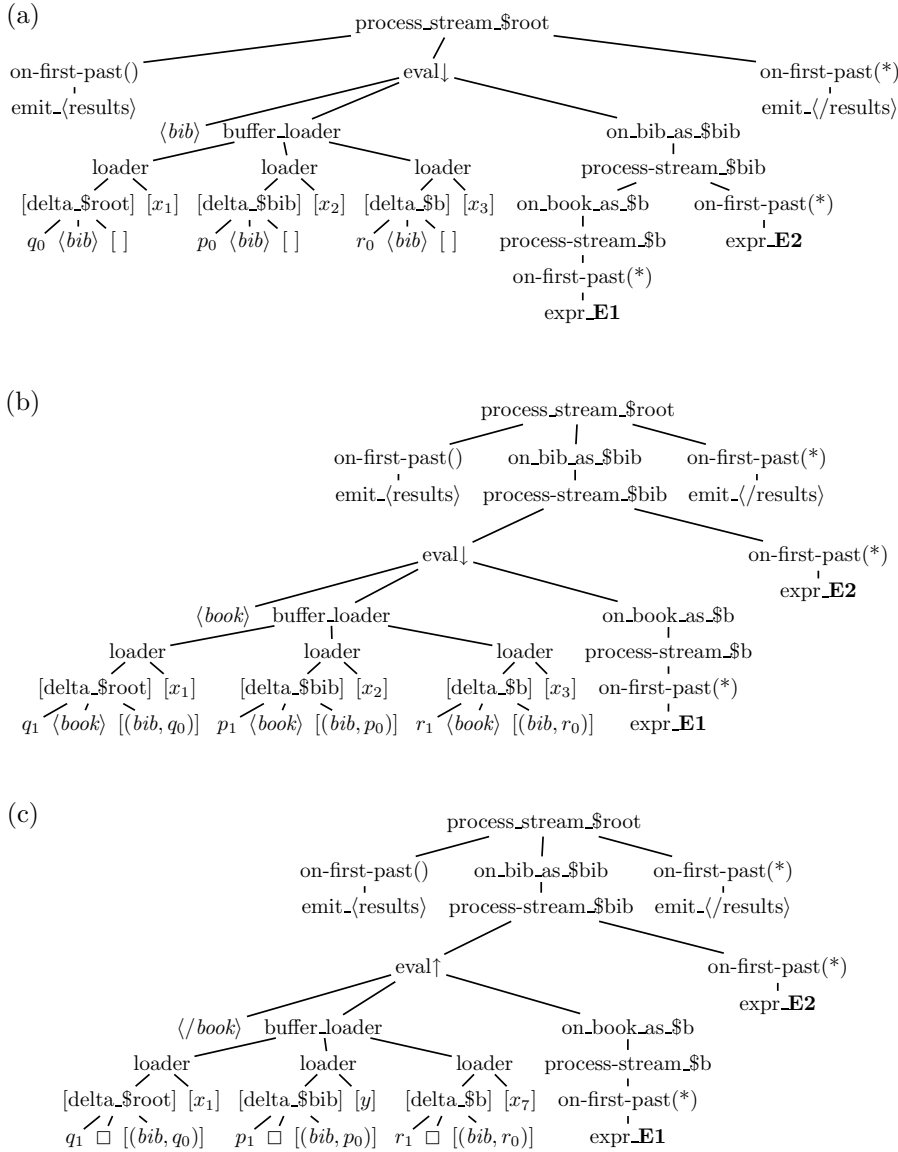 (a)
process_stream_$root
on-first-past() eval↓ on-first-past(*)
emit_⟨results⟩ emit_⟨/results⟩
⟨bib⟩ buffer_loader on_bib_as_$bib
loader loader loader process-stream_$bib
[delta_$root] [x1] [delta_$bib] [x2] [delta_$b] [x3] on_book_as_$b on-first-past(*)
q0 ⟨bib⟩ [ ] p0 ⟨bib⟩ [ ] r0 ⟨bib⟩ [ ] process-stream_$b expr_E2
on-first-past(*)
expr_E1
(b)
process_stream_$root
on-first-past() on_bib_as_$bib on-first-past(*)
emit_⟨results⟩ process-stream_$bib emit_⟨/results⟩
eval↓ on-first-past(*)
expr_E2
⟨book⟩ buffer_loader on_book_as_$b
loader loader loader process-stream_$b
[delta_$root] [x1] [delta_$bib] [x2] [delta_$b] [x3] on-first-past(*)
q1 ⟨book⟩ [(bib, q0)] p1 ⟨book⟩ [(bib, p0)] r1 ⟨book⟩ [(bib, r0)] expr_E1
(c)
process_stream_$root
on-first-past() on_bib_as_$bib on-first-past(*)
emit_⟨results⟩ process-stream_$bib emit_⟨/results⟩
eval↑ on-first-past(*)
expr_E2
⟨/book⟩ buffer_loader on_book_as_$b
loader loader loader process-stream_$b
[delta_$root] [x1] [delta_$bib] [y] [delta_$b] [x7] on-first-past(*)
q1 □ [(bib, q0)] p1 □ [(bib, p0)] r1 □ [(bib, r0)] expr_E1